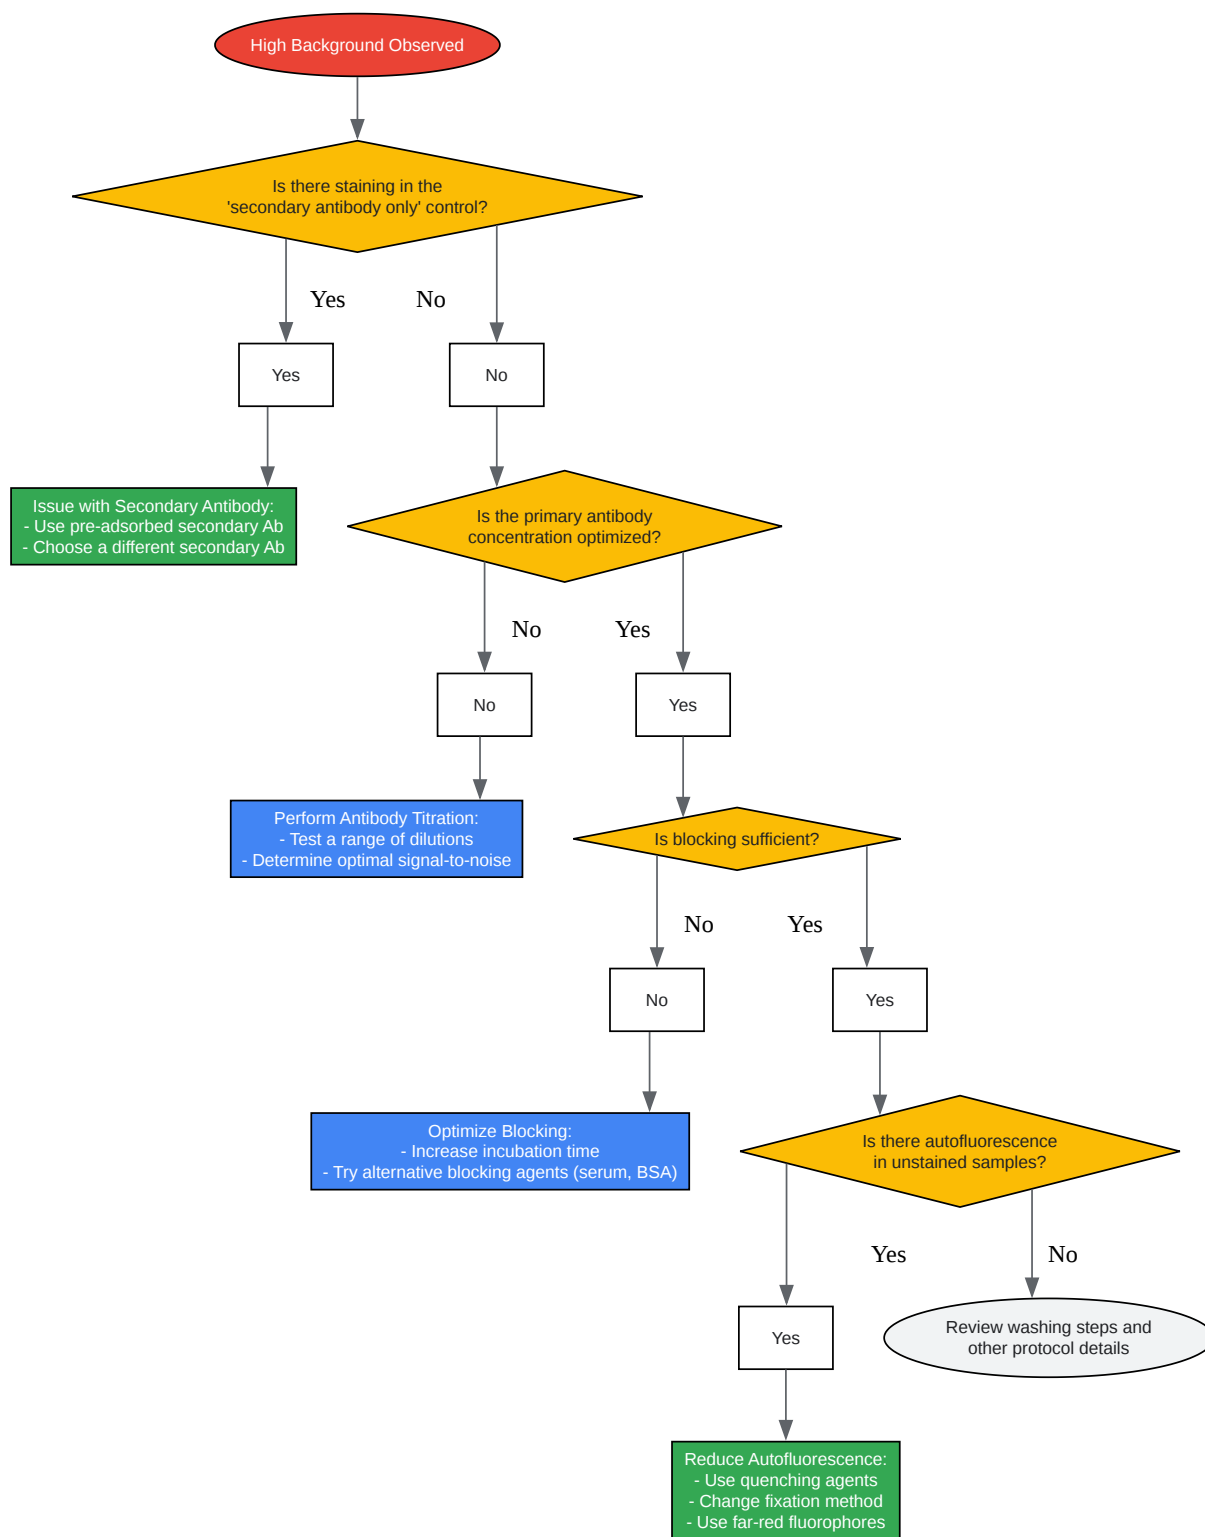 High Background Observed
Is there staining in the
'secondary antibody only' control?
Yes
No
Yes
No
Issue with Secondary Antibody:
- Use pre-adsorbed secondary Ab
- Choose a different secondary Ab
Is the primary antibody
concentration optimized?
No
Yes
No
Yes
Perform Antibody Titration:
- Test a range of dilutions
- Determine optimal signal-to-noise
Is blocking sufficient?
No
Yes
No
Yes
Optimize Blocking:
- Increase incubation time
- Try alternative blocking agents (serum, BSA)
Is there autofluorescence
in unstained samples?
Yes
No
Yes
Review washing steps and
other protocol details
Reduce Autofluorescence:
- Use quenching agents
- Change fixation method
- Use far-red fluorophores